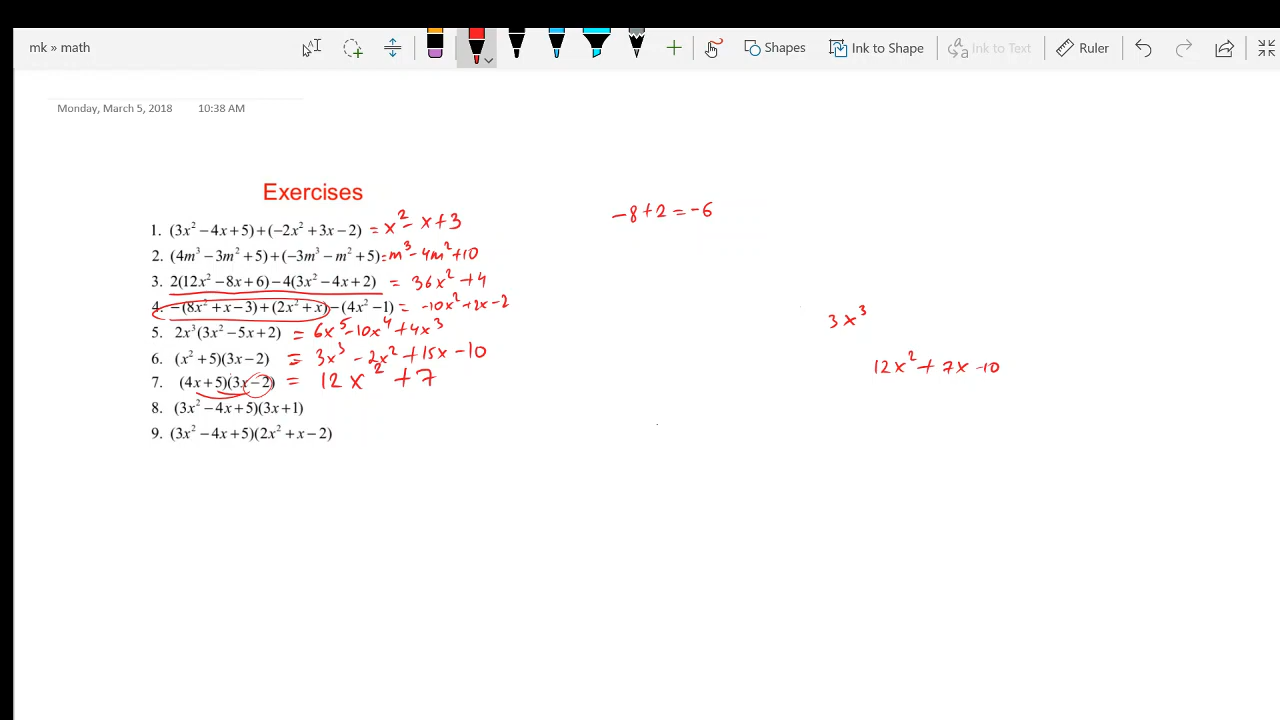 mk » math
Shapes
Ink to Shape
Ink to Text
Ruler
Monday, March 5, 2018 10:38 AM
Exercises
−8+2=−6
1. (3x² − 4x + 5) + (−2x² + 3x − 2) = x² − x + 3
2. (4m³ − 3m² + 5) + (−3m³ − m² + 5) = m³ − 4m² + 10
3. 2(12x² − 8x + 6) − 4(3x² − 4x + 2) = 36x² + 4
4. −(8x² + x − 3) + (2x² + x) − (4x² − 1) = −10x² + 2x − 2
3x³
5. 2x³(3x² − 5x + 2) = 6x⁵ − 10x⁴ + 4x³
6. (x² + 5)(3x − 2) = 3x³ − 2x² + 15x − 10
12x² + 7x − 10
7. (4x + 5)(3x − 2) = 12x² + 7
8. (3x² − 4x + 5)(3x + 1)
9. (3x² − 4x + 5)(2x² + x − 2)